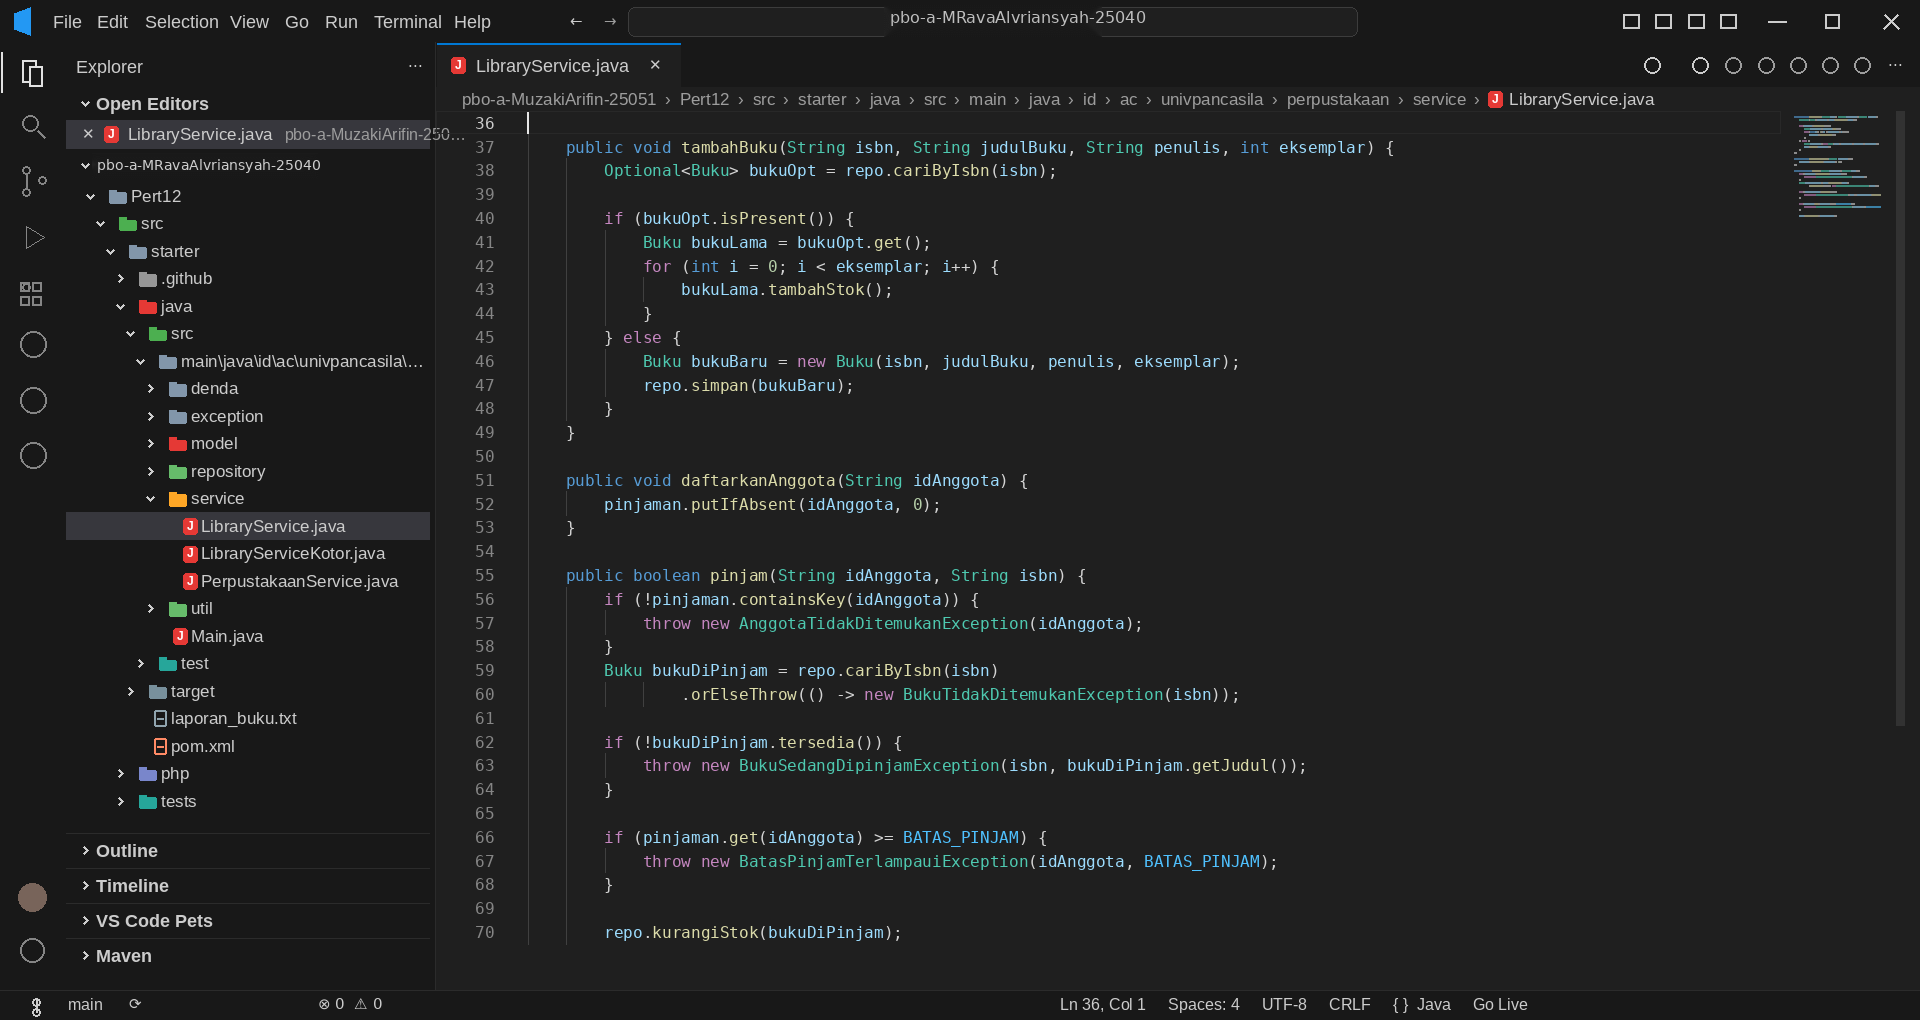 File Edit Selection View Go Run Terminal Help ← → pbo-a-MRavaAlvriansyah-25040
Explorer ···
Open Editors
× J LibraryService.java pbo-a-MuzakiArifin-250...
pbo-a-MRavaAlvriansyah-25040
Pert12
src
starter
.github
java
src
main\java\id\ac\univpancasila\...
denda
exception
model
repository
service
J LibraryService.java
J LibraryServiceKotor.java
J PerpustakaanService.java
util
J Main.java
test
target
laporan_buku.txt
pom.xml
php
tests
Outline
Timeline
VS Code Pets
Maven
J LibraryService.java × ···
pbo-a-MuzakiArifin-25051 › Pert12 › src › starter › java › src › main › java › id › ac › univpancasila › perpustakaan › service › J LibraryService.java
36
37 public void tambahBuku(String isbn, String judulBuku, String penulis, int eksemplar) {
38 Optional<Buku> bukuOpt = repo.cariByIsbn(isbn);
39
40 if (bukuOpt.isPresent()) {
41 Buku bukuLama = bukuOpt.get();
42 for (int i = 0; i < eksemplar; i++) {
43 bukuLama.tambahStok();
44 }
45 } else {
46 Buku bukuBaru = new Buku(isbn, judulBuku, penulis, eksemplar);
47 repo.simpan(bukuBaru);
48 }
49 }
50
51 public void daftarkanAnggota(String idAnggota) {
52 pinjaman.putIfAbsent(idAnggota, 0);
53 }
54
55 public boolean pinjam(String idAnggota, String isbn) {
56 if (!pinjaman.containsKey(idAnggota)) {
57 throw new AnggotaTidakDitemukanException(idAnggota);
58 }
59 Buku bukuDiPinjam = repo.cariByIsbn(isbn)
60 .orElseThrow(() -> new BukuTidakDitemukanException(isbn));
61
62 if (!bukuDiPinjam.tersedia()) {
63 throw new BukuSedangDipinjamException(isbn, bukuDiPinjam.getJudul());
64 }
65
66 if (pinjaman.get(idAnggota) >= BATAS_PINJAM) {
67 throw new BatasPinjamTerlampauiException(idAnggota, BATAS_PINJAM);
68 }
69
70 repo.kurangiStok(bukuDiPinjam);
main ⟳ ⊗ 0 ⚠ 0 Ln 36, Col 1 Spaces: 4 UTF-8 CRLF { } Java Go Live